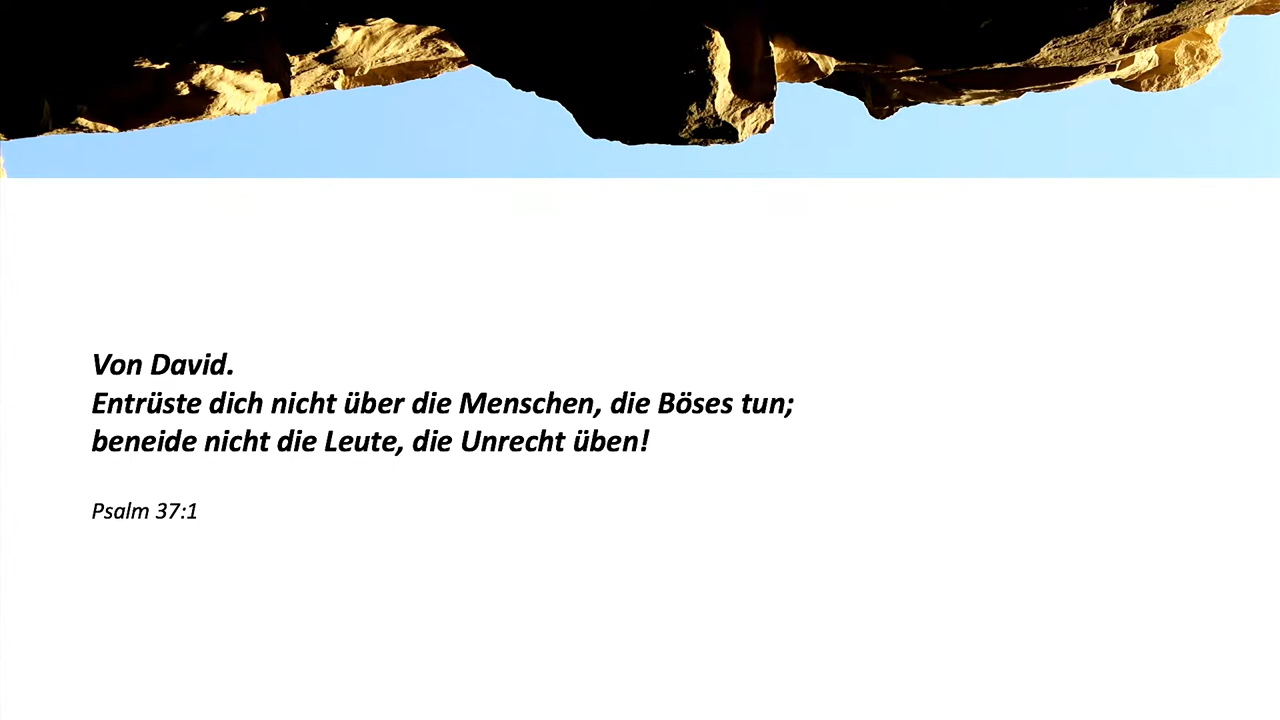 Von David.
Entrüste dich nicht über die Menschen, die Böses tun;
beneide nicht die Leute, die Unrecht üben!
Psalm 37:1